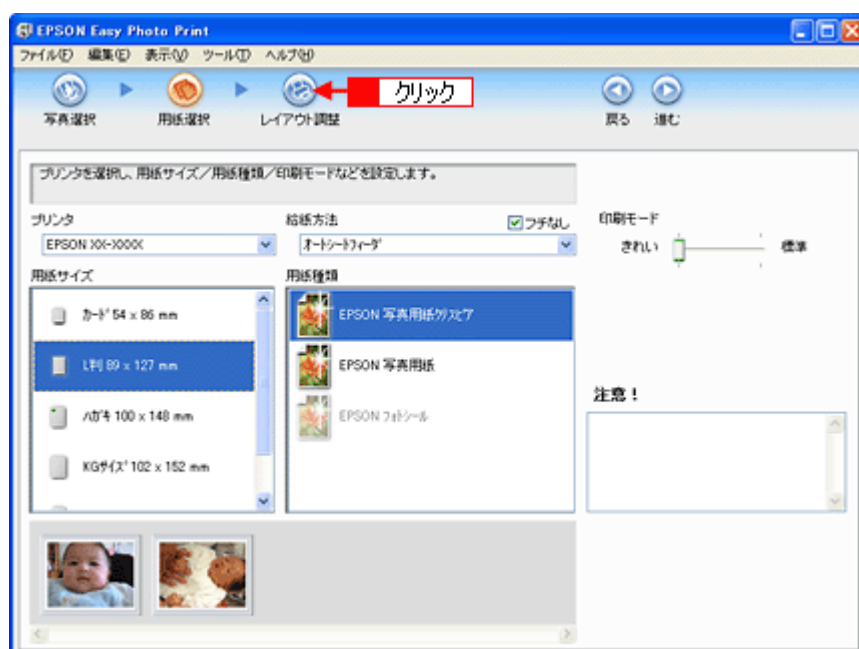 EPSON Easy Photo Print
ファイル(F) 編集(E) 表示(V) ツール(T) ヘルプ(H)
クリック
写真選択 用紙選択 レイアウト調整 戻る 進む
プリンタを選択し、用紙サイズ/用紙種類/印刷モードなどを設定します。
プリンタ 給紙方法 フチなし 印刷モード
EPSON XX-XXXX オートシートフィーダ きれい 標準
用紙サイズ 用紙種類
カード 54 x 86 mm EPSON 写真用紙クリスピア
L判 89 x 127 mm EPSON 写真用紙
注意!
ハガキ 100 x 148 mm EPSON フォトシール
KGサイズ 102 x 152 mm